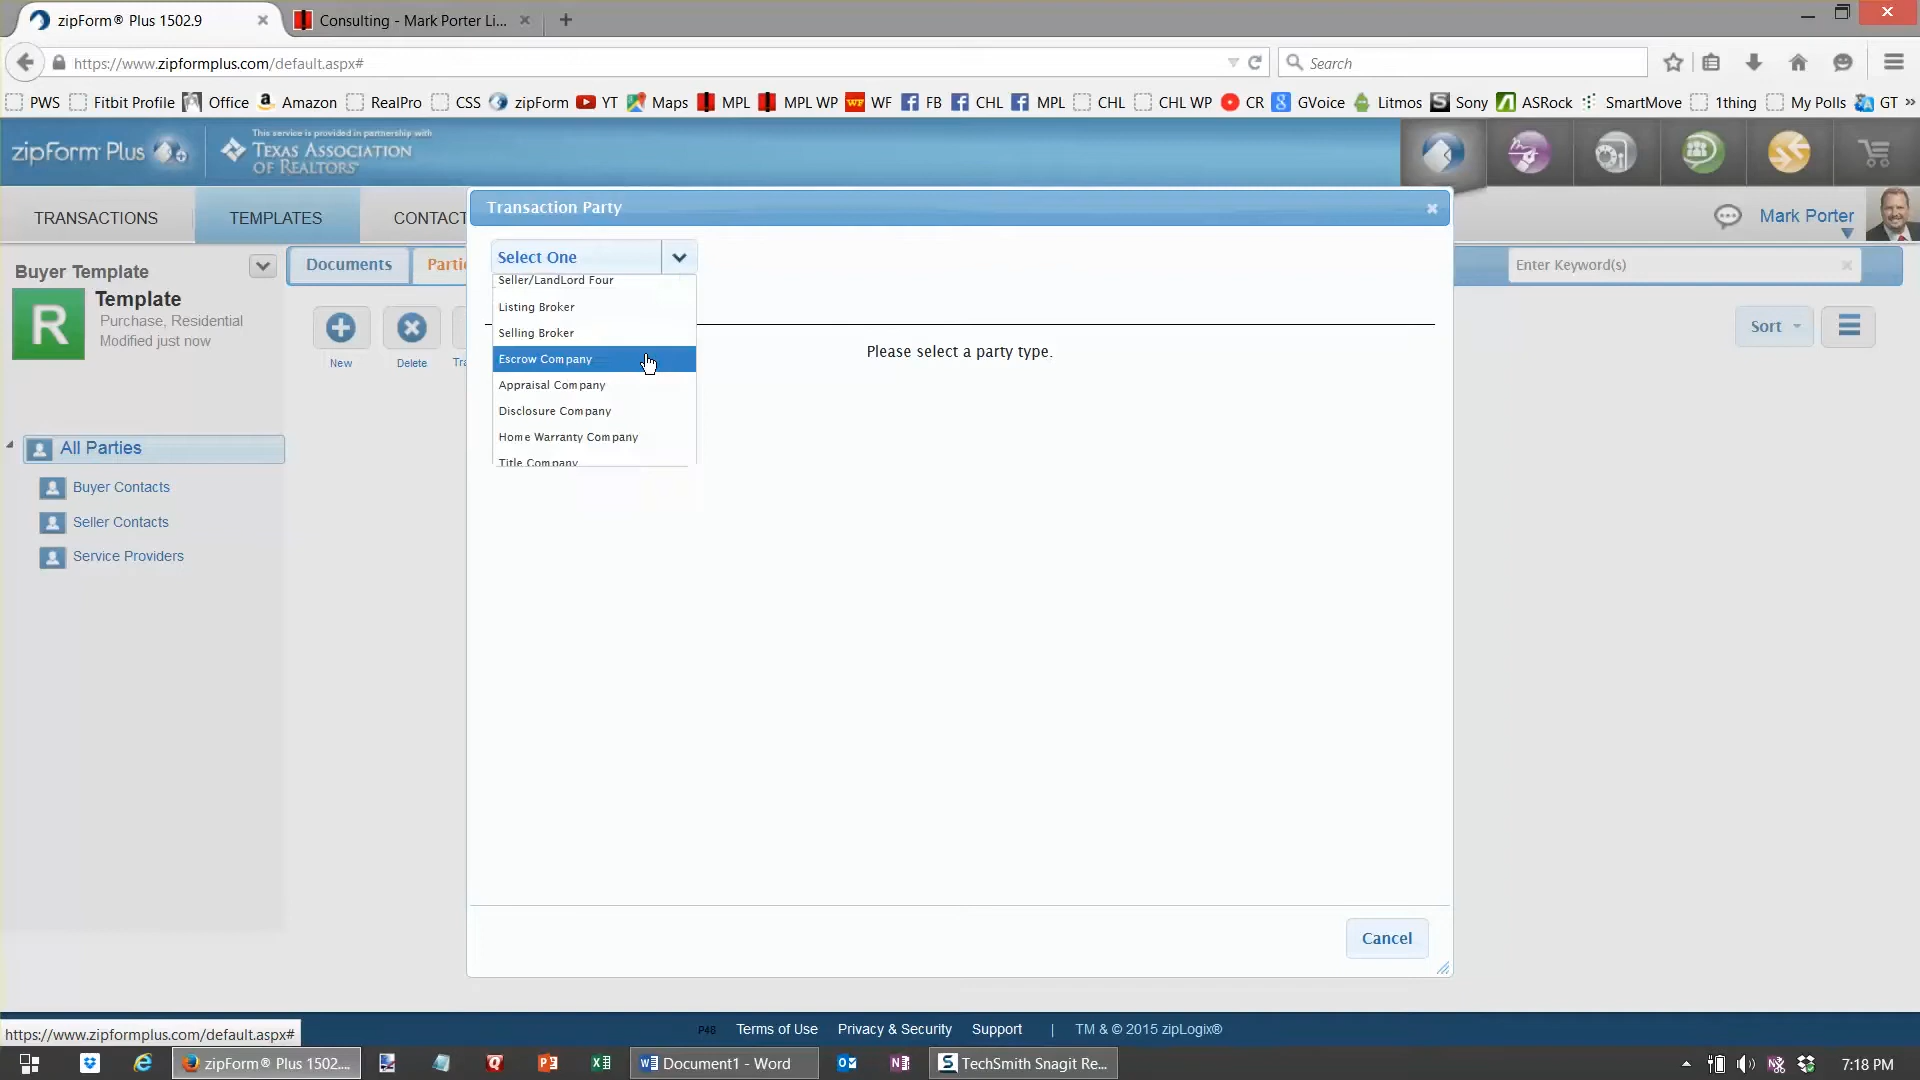 zipForm® Plus 1502.9
Consulting - Mark Porter Li...
https://www.zipformplus.com/default.aspx#
Search
PWS Fitbit Profile Office Amazon RealPro CSS zipForm YT Maps MPL MPL WP WF FB CHL MPL CHL CHL WP CR GVoice Litmos Sony ASRock SmartMove 1thing My Polls GT »
zipForm® Plus
This service is provided in partnership with
TEXAS ASSOCIATION
OF REALTORS®
TRANSACTIONS
TEMPLATES
CONTACT
Mark Porter
Transaction Party
Buyer Template
Template
Purchase, Residential
Modified just now
Documents
Partie
Enter Keyword(s)
New
Delete
Tra
Sort
Select One
Seller/LandLord Four
Listing Broker
Selling Broker
Escrow Company
Appraisal Company
Disclosure Company
Home Warranty Company
Title Company
Please select a party type.
All Parties
Buyer Contacts
Seller Contacts
Service Providers
Cancel
https://www.zipformplus.com/default.aspx#
P48 Terms of Use Privacy & Security Support | TM & © 2015 zipLogix®
zipForm® Plus 1502....
Document1 - Word
TechSmith Snagit Re...
7:18 PM